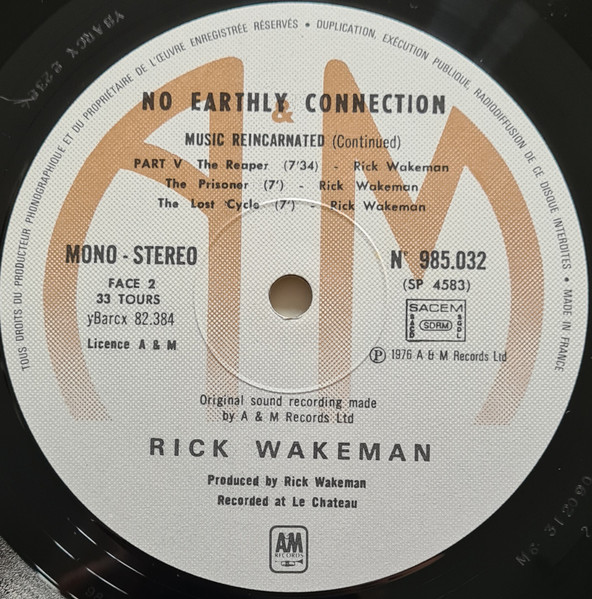 TOUS DROITS DU PRODUCTEUR PHONOGRAPHIQUE ET DU PROPRIÉTAIRE DE L'ŒUVRE ENREGISTRÉE RÉSERVÉS • DUPLICATION, EXÉCUTION PUBLIQUE, RADIODIFFUSION DE CE DISQUE INTERDITES • MADE IN FRANCE
&
NO EARTHLY CONNECTION
MUSIC REINCARNATED (Continued)
PART V The Reaper (7'34) - Rick Wakeman
The Prisoner (7') - Rick Wakeman
The Lost Cycle (7') - Rick Wakeman
MONO - STEREO
FACE 2
33 TOURS
yBarcx 82.384
Licence A & M
N° 985.032
(SP 4583)
SACEM
SACD SDRM SGDL
Ⓟ 1976 A & M Records Ltd
Original sound recording made
by A & M Records Ltd
RICK WAKEMAN
Produced by Rick Wakeman
Recorded at Le Chateau
AM
RECORDS